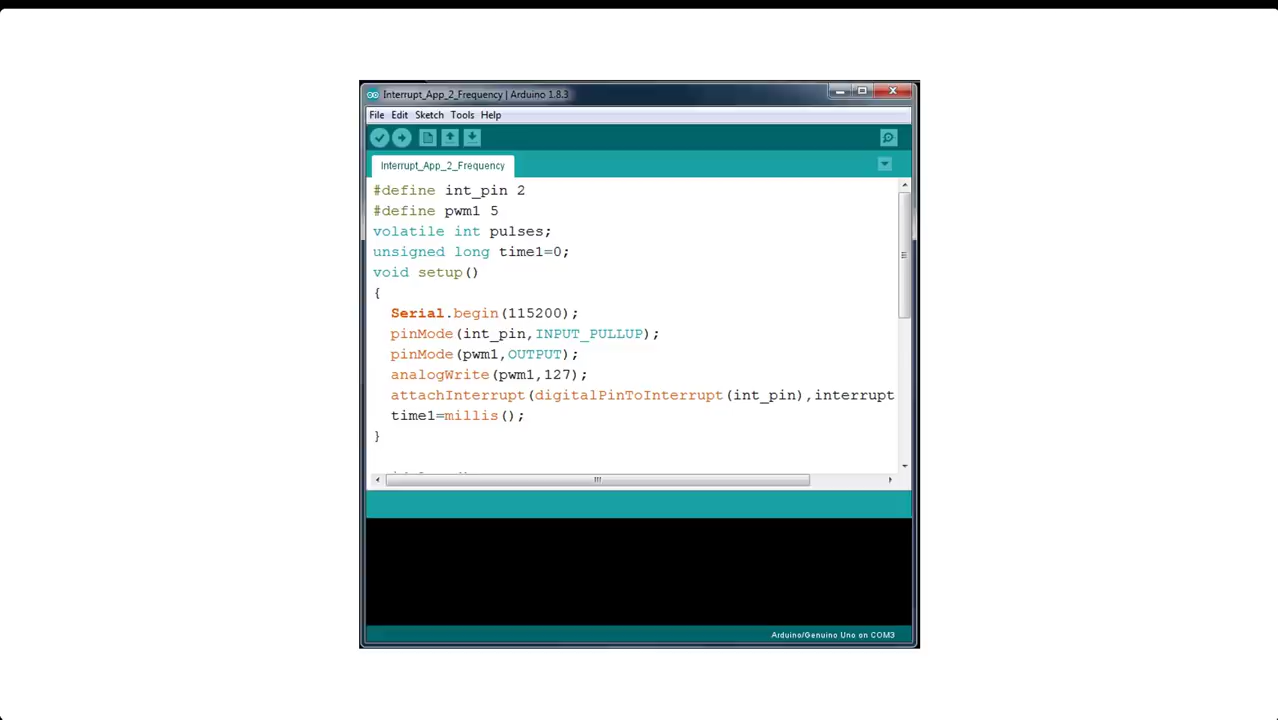 Interrupt_App_2_Frequency | Arduino 1.8.3
File Edit Sketch Tools Help
Interrupt_App_2_Frequency
#define int_pin 2
#define pwm1 5
volatile int pulses;
unsigned long time1=0;
void setup()
{
Serial.begin(115200);
pinMode(int_pin,INPUT_PULLUP);
pinMode(pwm1,OUTPUT);
analogWrite(pwm1,127);
attachInterrupt(digitalPinToInterrupt(int_pin),interrupt
time1=millis();
}
Arduino/Genuino Uno on COM3